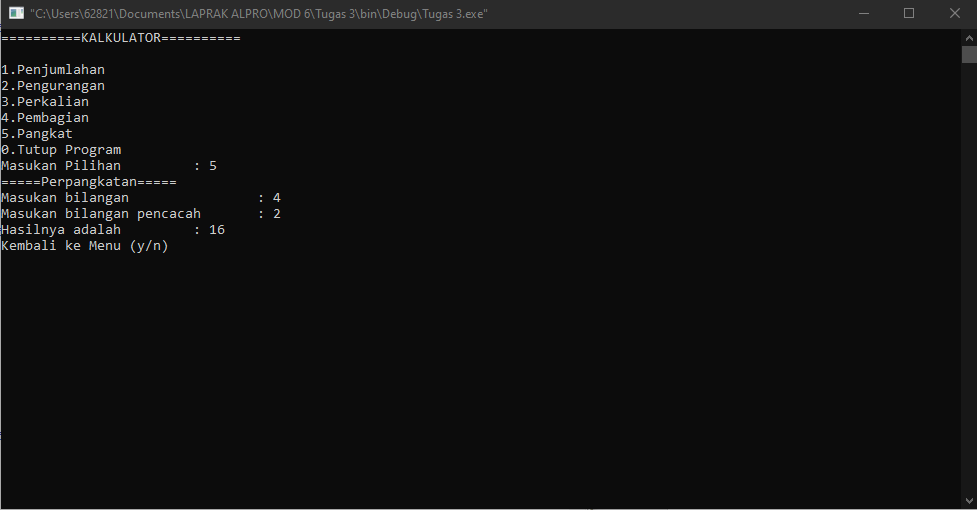 "C:\Users\62821\Documents\LAPRAK ALPRO\MOD 6\Tugas 3\bin\Debug\Tugas 3.exe"
==========KALKULATOR==========
1.Penjumlahan
2.Pengurangan
3.Perkalian
4.Pembagian
5.Pangkat
0.Tutup Program
Masukan Pilihan         : 5
=====Perpangkatan=====
Masukan bilangan                : 4
Masukan bilangan pencacah       : 2
Hasilnya adalah         : 16
Kembali ke Menu (y/n)